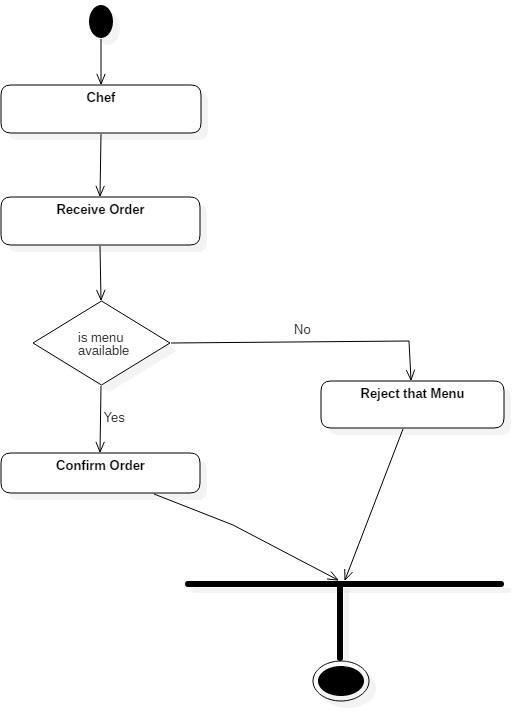 Chef
Receive Order
is menu
available
No
Reject that Menu
Yes
Confirm Order